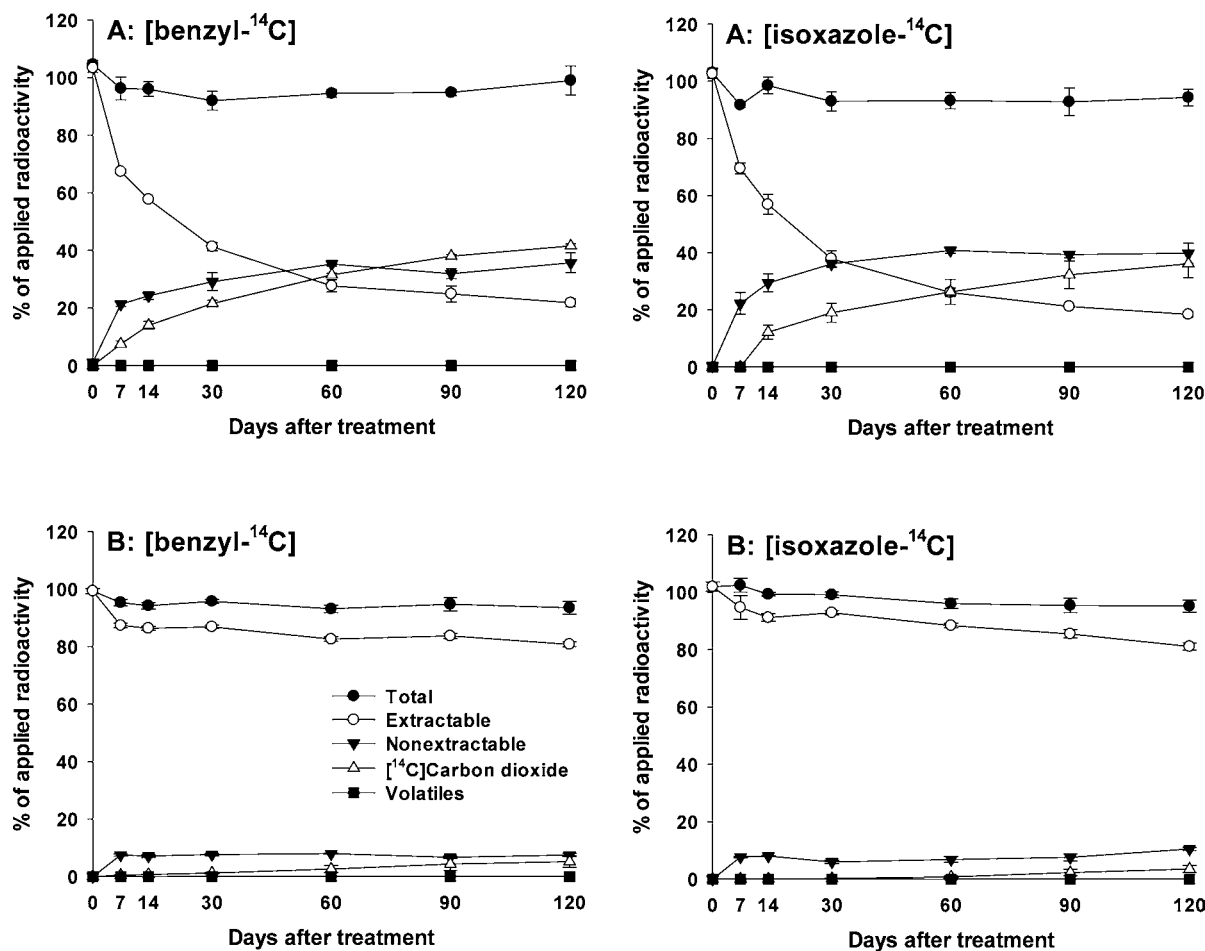 A: [benzyl-¹⁴C]
% of applied radioactivity
120
100
80
60
40
20
0
0 7 14 30 60 90 120
Days after treatment
A: [isoxazole-¹⁴C]
% of applied radioactivity
120
100
80
60
40
20
0
0 7 14 30 60 90 120
Days after treatment
B: [benzyl-¹⁴C]
% of applied radioactivity
120
100
80
60
40
20
0
Total
Extractable
Nonextractable
[¹⁴C]Carbon dioxide
Volatiles
0 7 14 30 60 90 120
Days after treatment
B: [isoxazole-¹⁴C]
% of applied radioactivity
120
100
80
60
40
20
0
0 7 14 30 60 90 120
Days after treatment